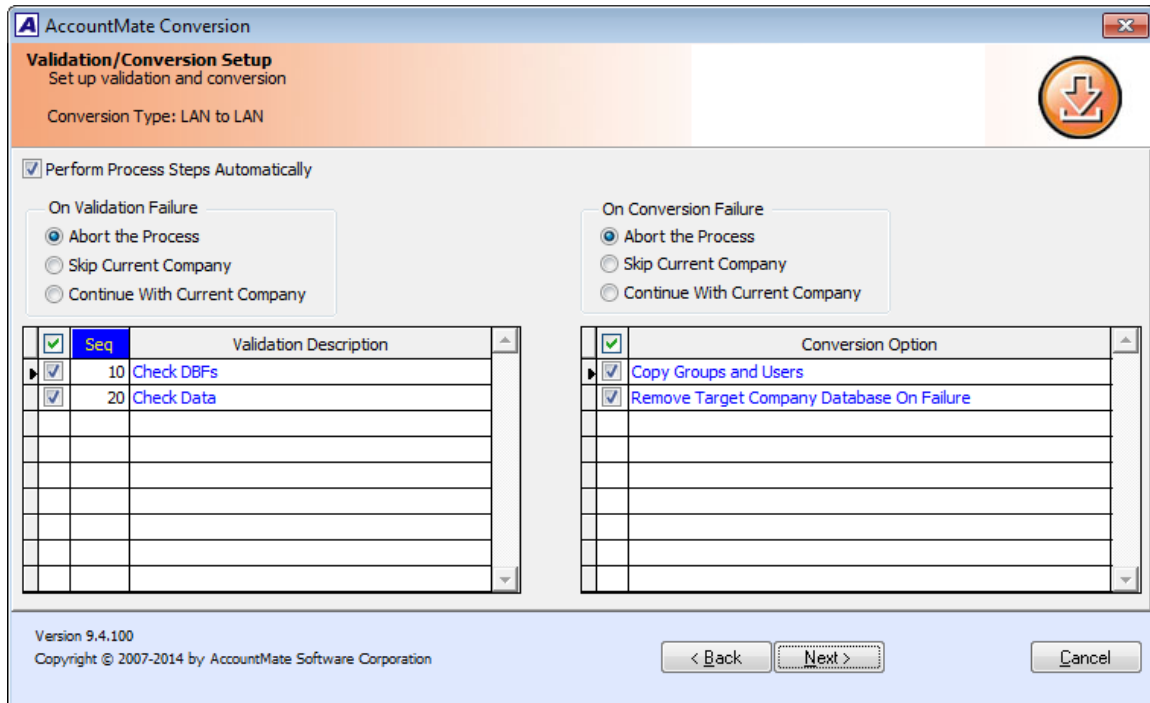 AccountMate Conversion
Validation/Conversion Setup
Set up validation and conversion
Conversion Type: LAN to LAN
Perform Process Steps Automatically
On Validation Failure
Abort the Process
Skip Current Company
Continue With Current Company
On Conversion Failure
Abort the Process
Skip Current Company
Continue With Current Company
Seq Validation Description
10 Check DBFs
20 Check Data
Conversion Option
Copy Groups and Users
Remove Target Company Database On Failure
Version 9.4.100
Copyright © 2007-2014 by AccountMate Software Corporation
< Back Next > Cancel